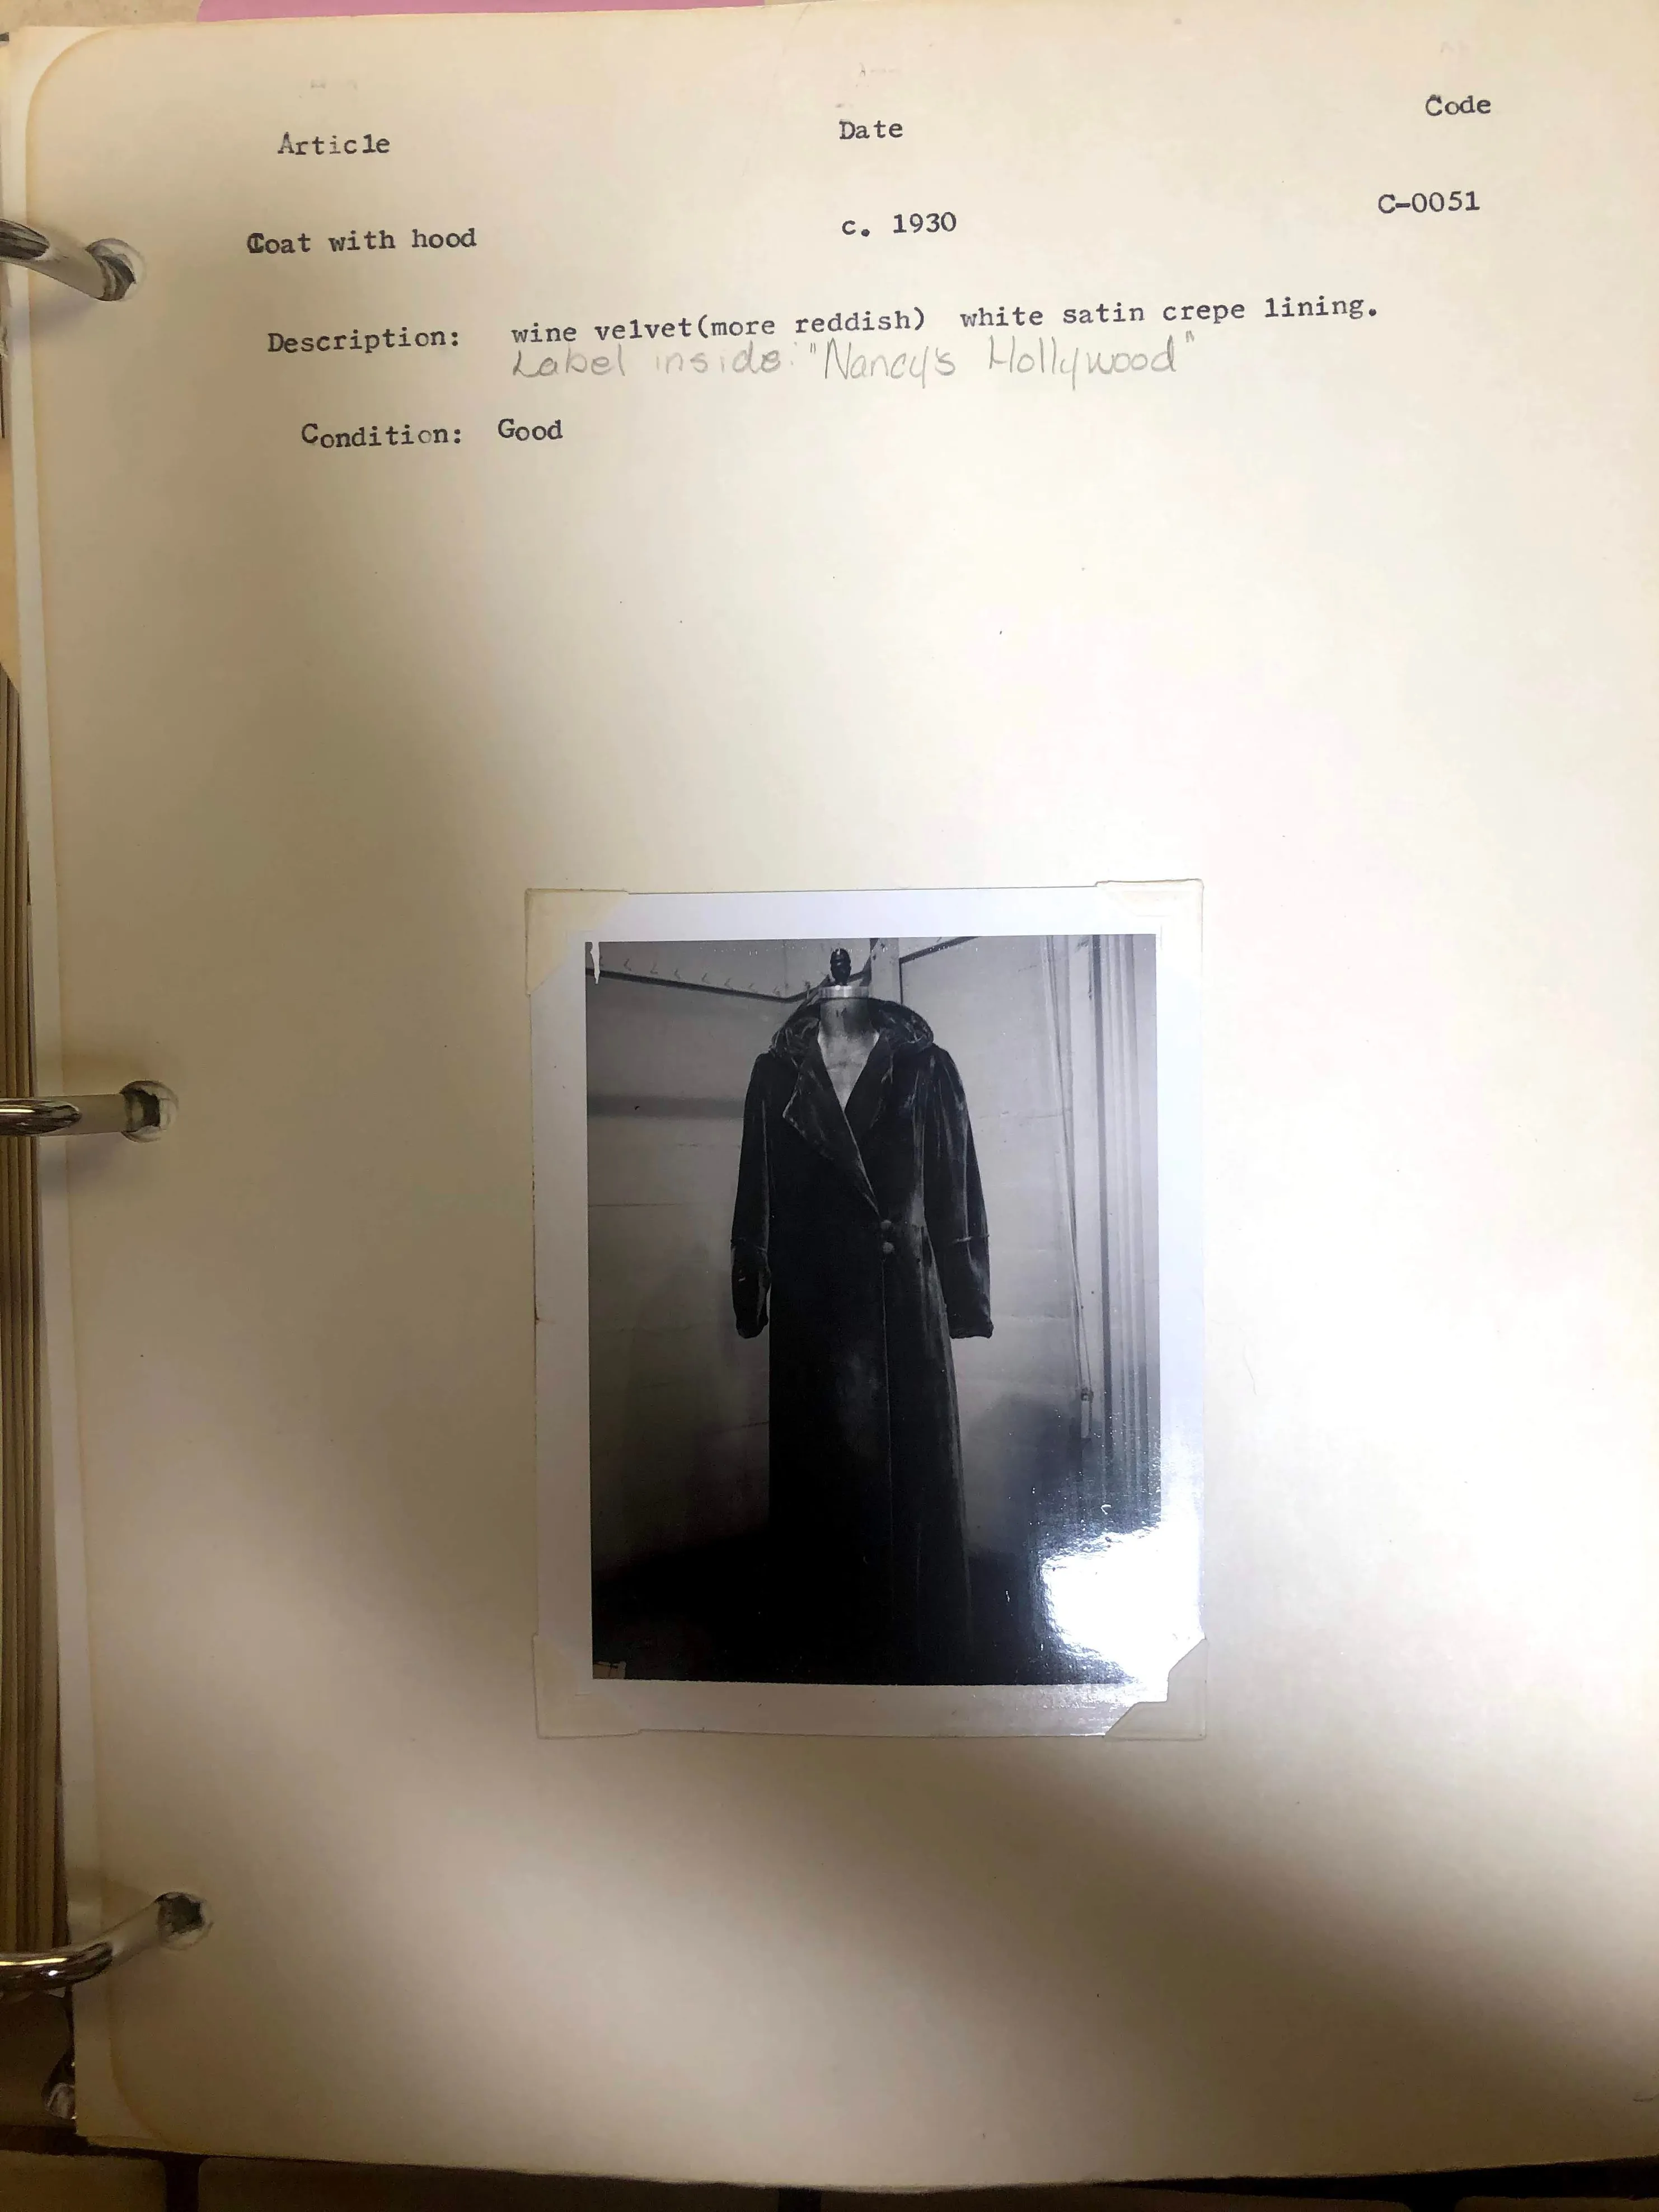 Article Date Code
Coat with hood c. 1930 C-0051
Description: wine velvet(more reddish) white satin crepe lining.
Label inside: "Nancy's Hollywood"
Condition: Good